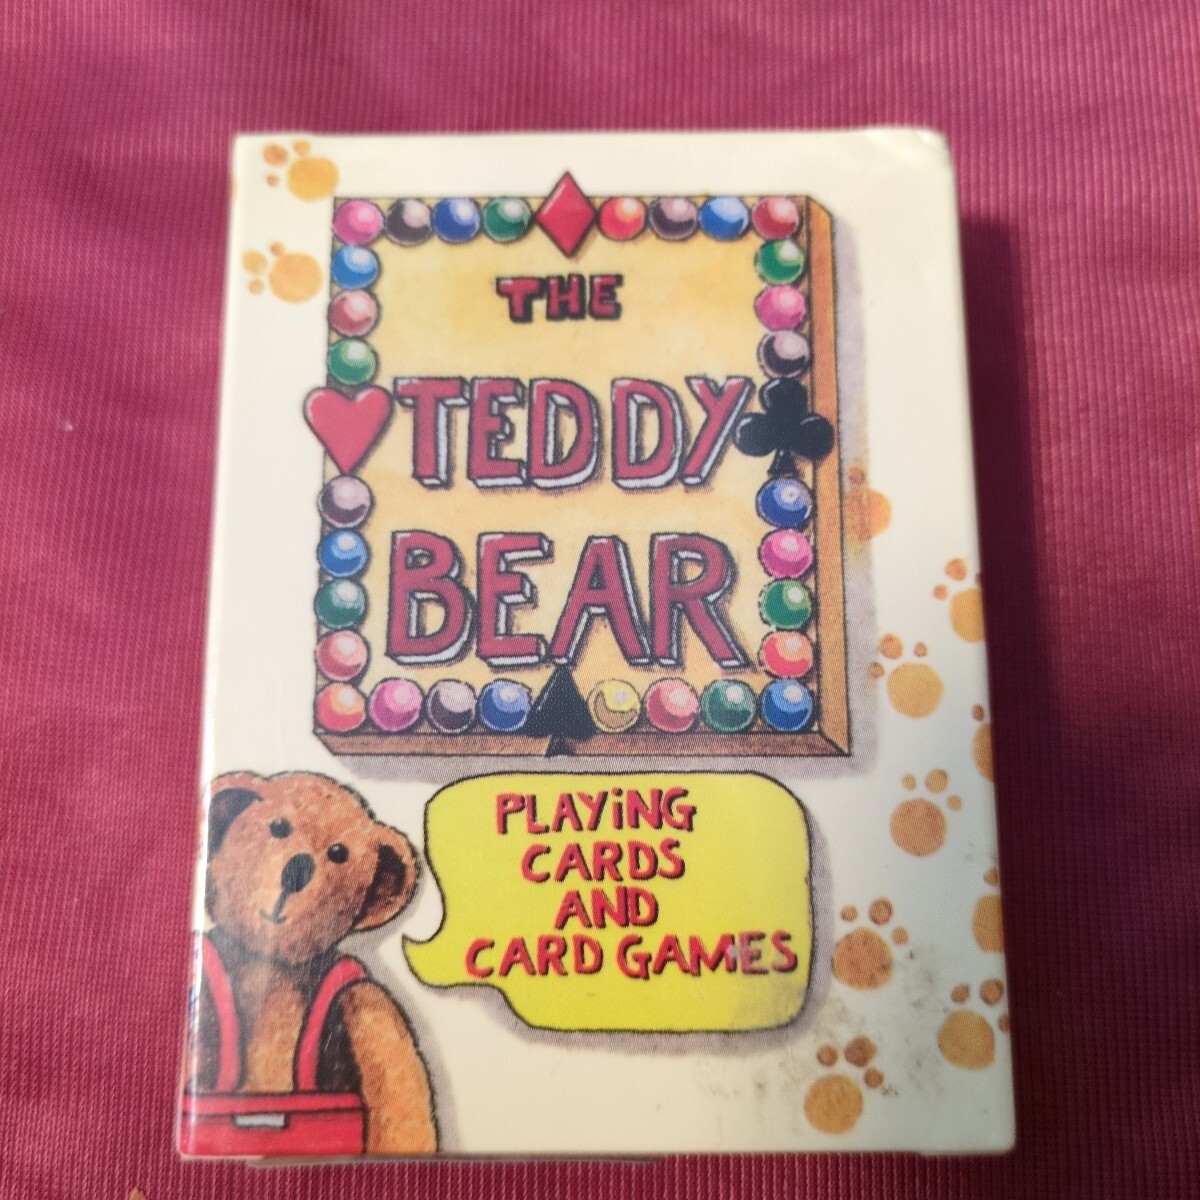 THE
TEDDY
BEAR
PLAYiNG
CARDS
AND
CARD GAMES